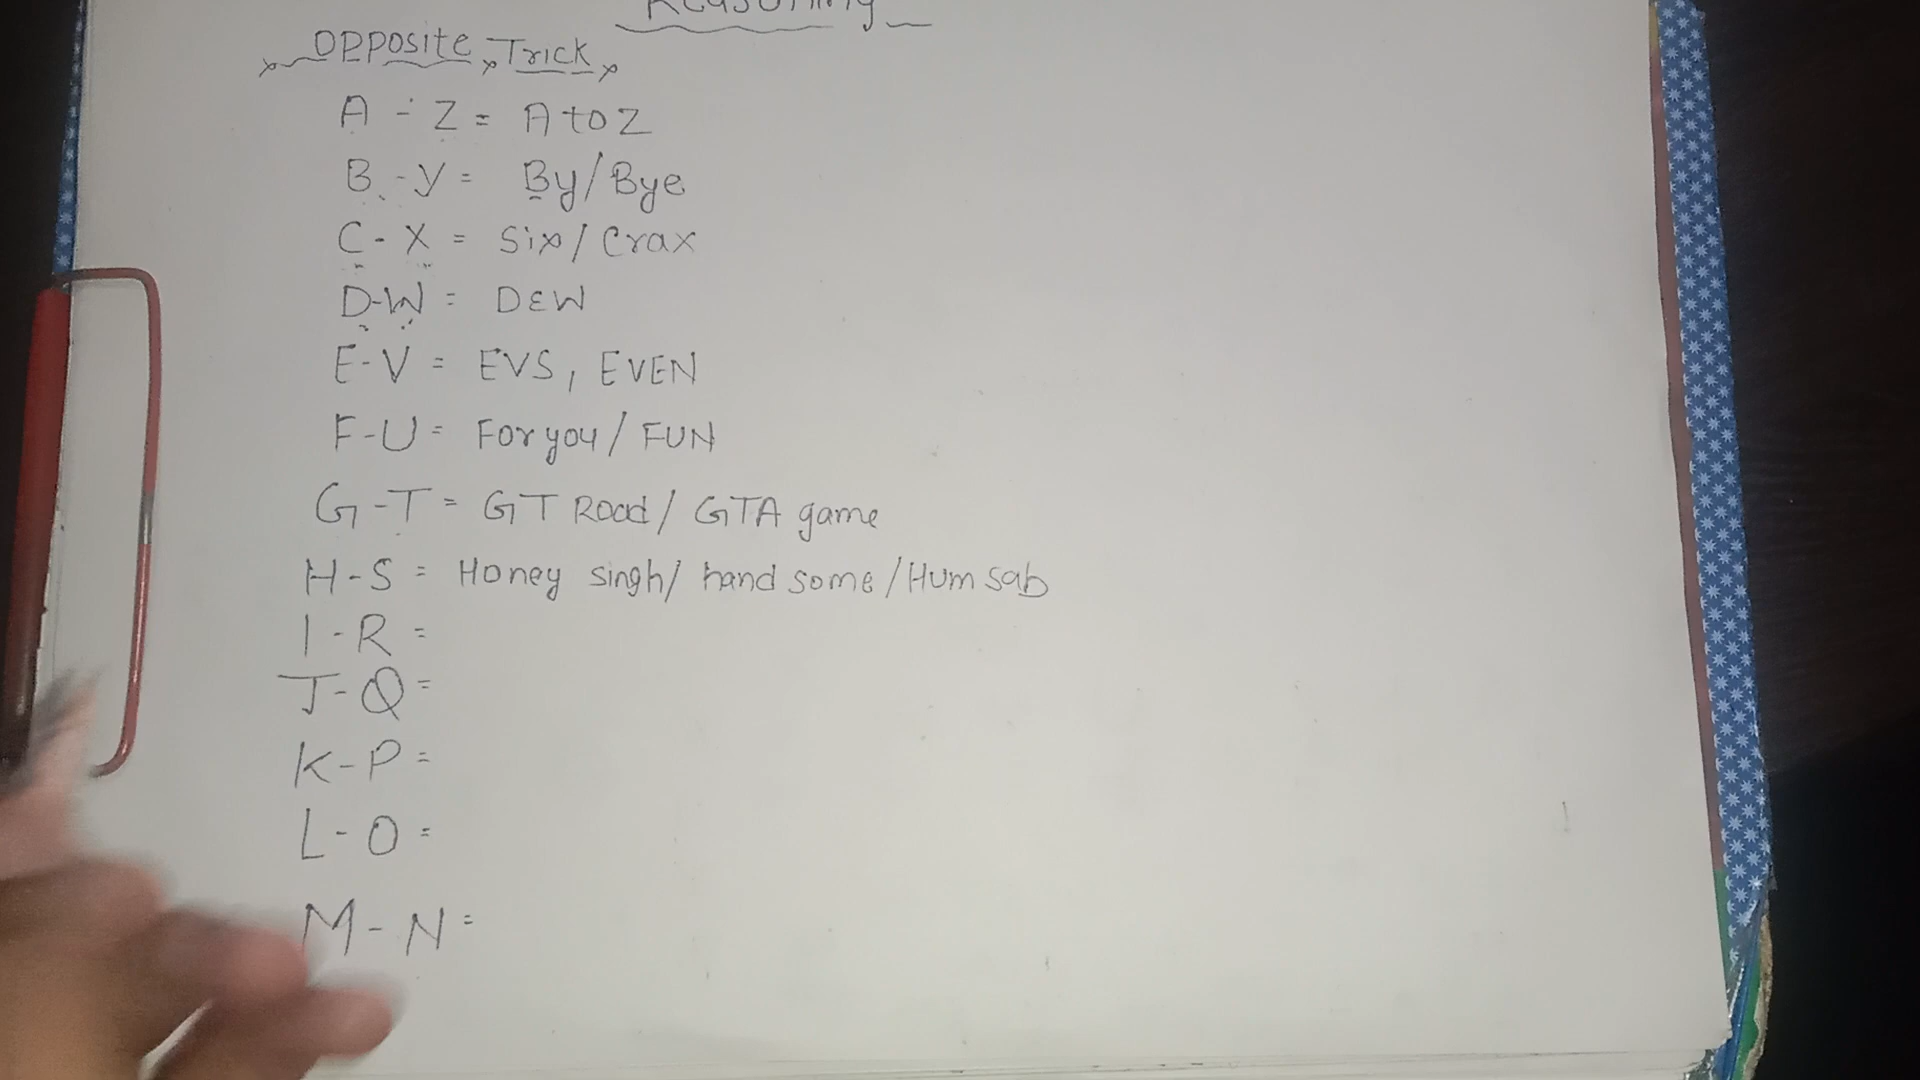 Reasoning
Opposite Trick
A - Z = A to Z
B - y = By/Bye
C - X = Six/Crax
D-W = DEW
E-V = EVS, EVEN
F-U = For you/ FUN
G-T = GT Road/ GTA game
H-S = Honey singh/ hand some/Hum sab
I-R =
J-Q =
K-P =
L-O =
M-N =